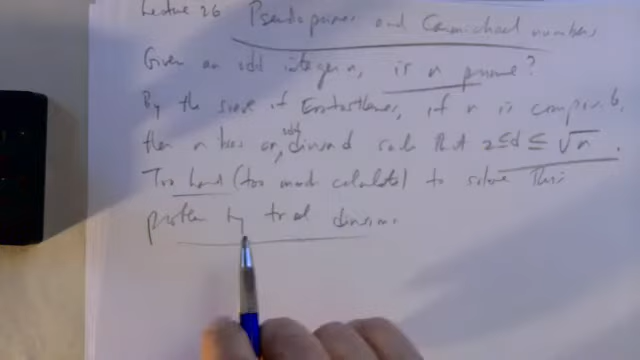 Lecture 26 Pseudoprimes and Carmichael numbers
Given an odd integer n, is n prime?
By the sieve of Eratosthenes, if n is composite,
then n has an odd divisor d such that 2 ≤ d ≤ √n.
Too hard (too much calculation) to solve this
problem by trial division.